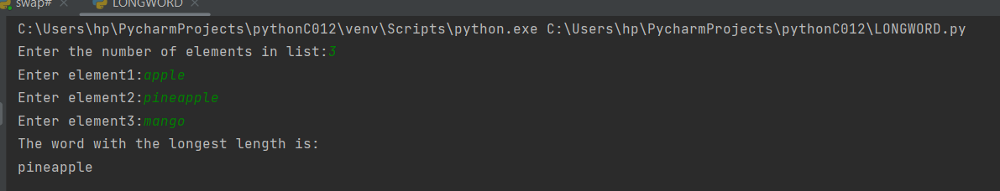 swap# × LONGWORD ×
C:\Users\hp\PycharmProjects\pythonC012\venv\Scripts\python.exe C:\Users\hp\PycharmProjects\pythonC012\LONGWORD.py
Enter the number of elements in list:3
Enter element1:apple
Enter element2:pineapple
Enter element3:mango
The word with the longest length is:
pineapple